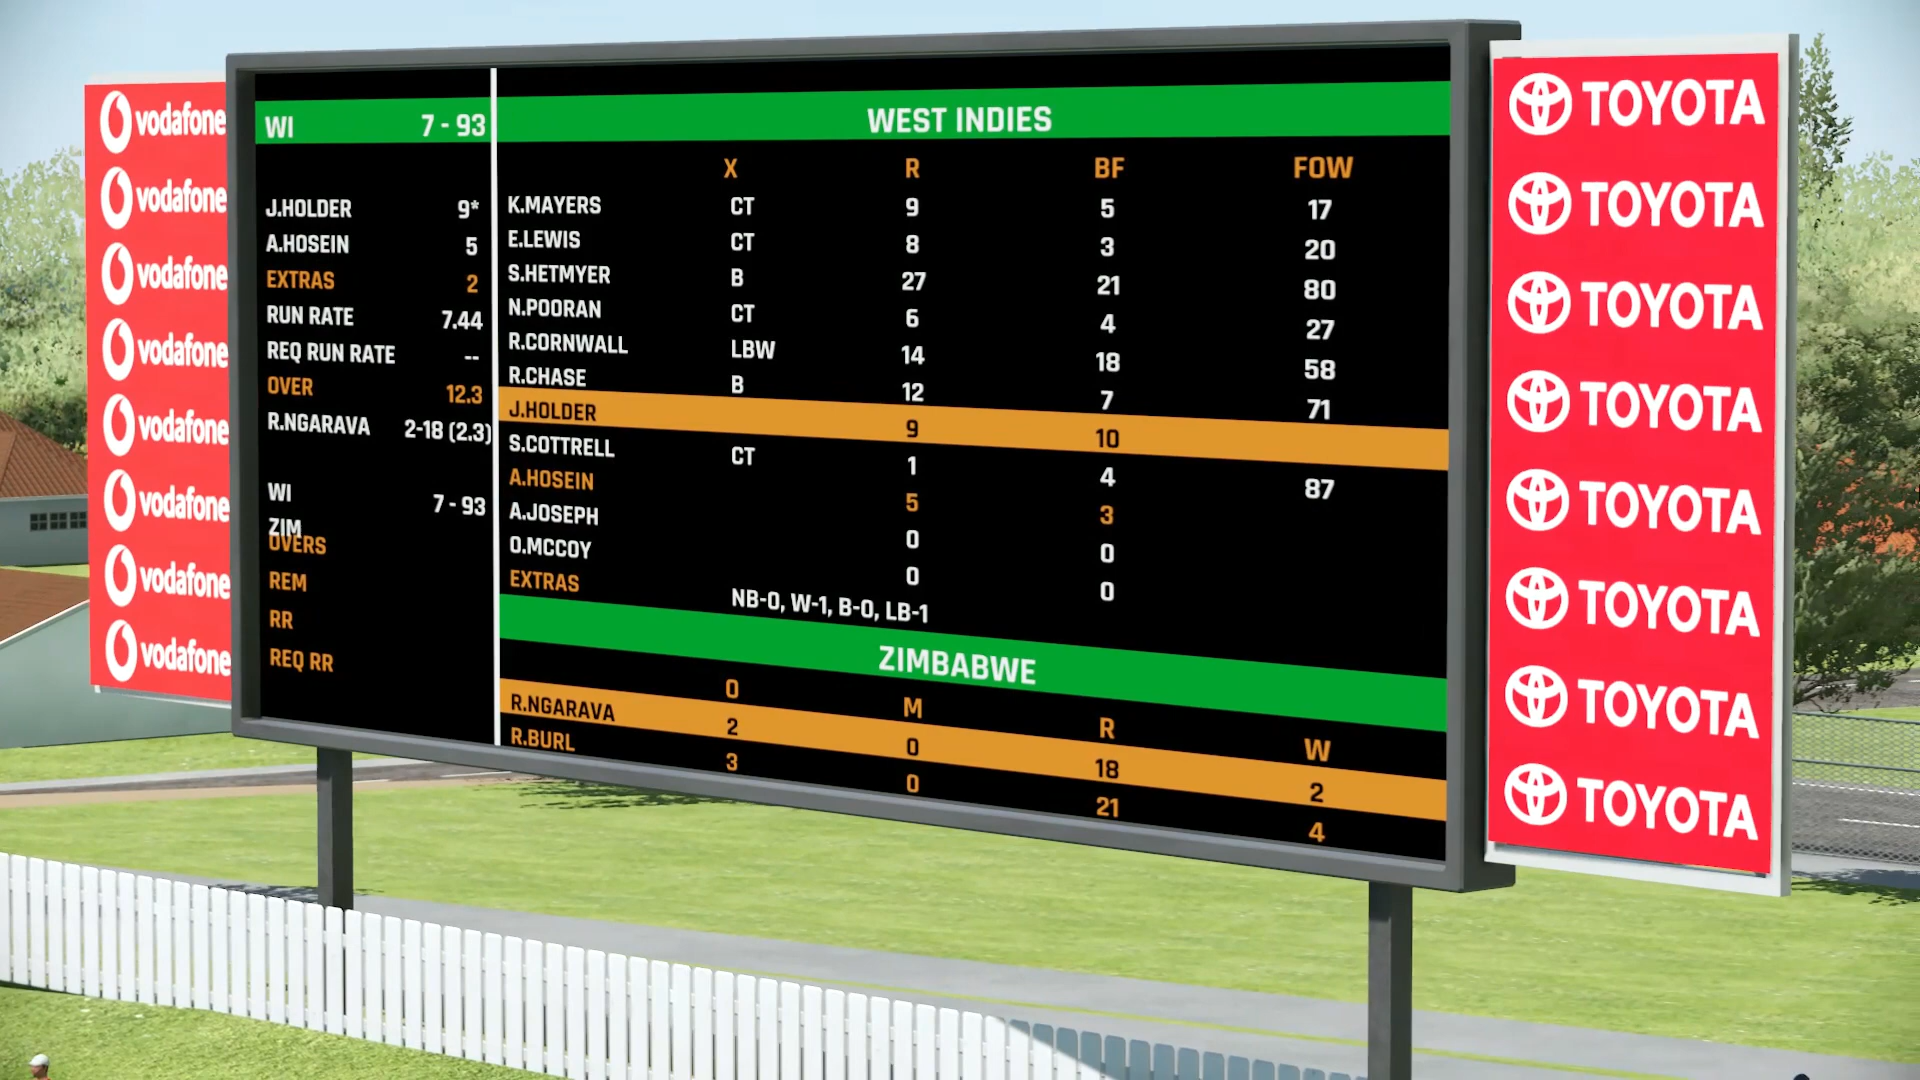 vodafone
vodafone
vodafone
vodafone
vodafone
vodafone
vodafone
vodafone
WI 7 - 93
J.HOLDER 9*
A.HOSEIN 5
EXTRAS 2
RUN RATE 7.44
REQ RUN RATE --
OVER 12.3
R.NGARAVA 2-18 (2.3)
WI 7 - 93
ZIM
OVERS
REM
RR
REQ RR
WEST INDIES
X R BF FOW
K.MAYERS CT 9 5 17
E.LEWIS CT 8 3 20
S.HETMYER B 27 21 80
N.POORAN CT 6 4 27
R.CORNWALL LBW 14 18 58
R.CHASE B 12 7 71
J.HOLDER 9 10
S.COTTRELL CT 1 4 87
A.HOSEIN 5 3
A.JOSEPH 0 0
O.MCCOY 0 0
EXTRAS NB-0, W-1, B-0, LB-1
ZIMBABWE
O M R W
R.NGARAVA 2 0 18 2
R.BURL 3 0 21 4
TOYOTA
TOYOTA
TOYOTA
TOYOTA
TOYOTA
TOYOTA
TOYOTA
TOYOTA